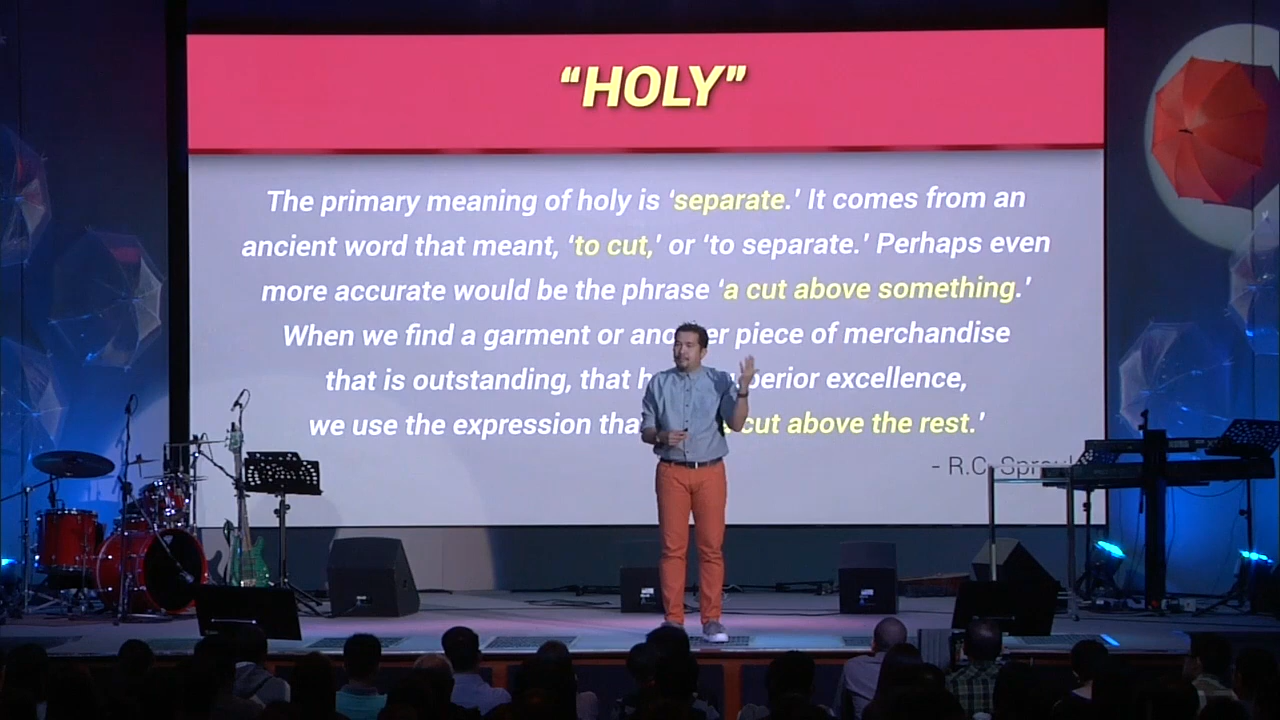 “HOLY”
The primary meaning of holy is ‘separate.’ It comes from an
ancient word that meant, ‘to cut,’ or ‘to separate.’ Perhaps even
more accurate would be the phrase ‘a cut above something.’
When we find a garment or piece of merchandise
that is outstanding, that excellence,
we use the expression cut above the rest.’
- R.C.
KORG